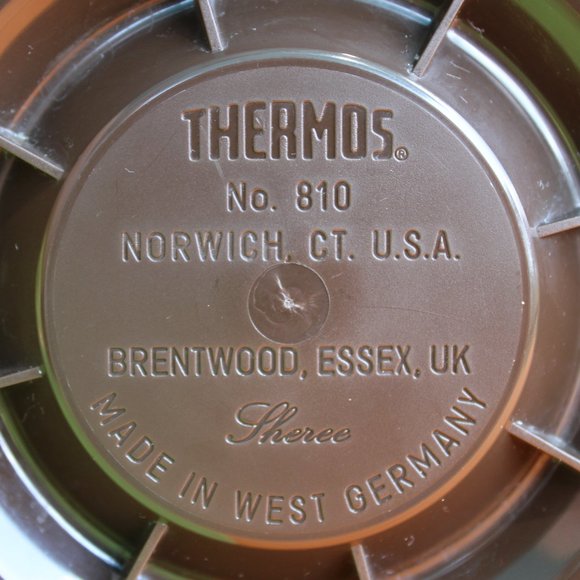 THERMOS®
No. 810
NORWICH, CT. U.S.A.
BRENTWOOD, ESSEX, UK
Sheree
MADE IN WEST GERMANY